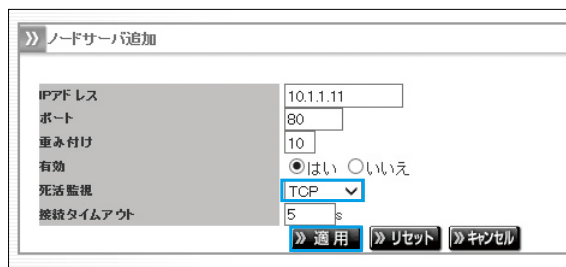 » ノードサーバ追加
IPアドレス 10.1.1.11
ポート 80
重み付け 10
有効 はい いいえ
死活監視 TCP
接続タイムアウト 5 s
» 適用 » リセット » キャンセル